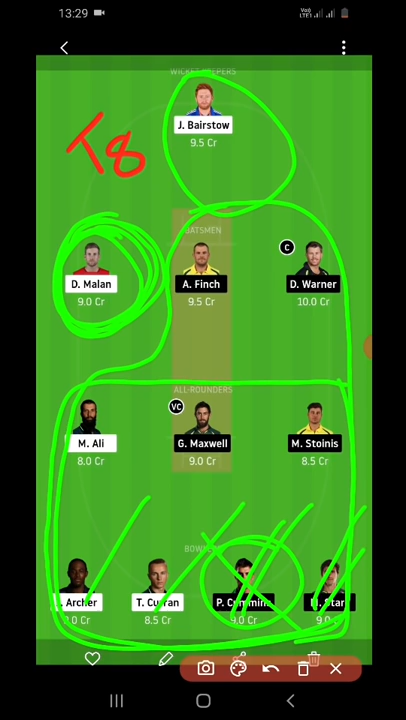 13:29
WICKET-KEEPERS
T8
J. Bairstow
9.5 Cr
BATSMEN
C
D. Malan A. Finch D. Warner
9.0 Cr 9.5 Cr 10.0 Cr
ALL-ROUNDERS
VC
M. Ali G. Maxwell M. Stoinis
8.0 Cr 9.0 Cr 8.5 Cr
Archer T. Curran P. Cummins
8.5 Cr 9.0 Cr